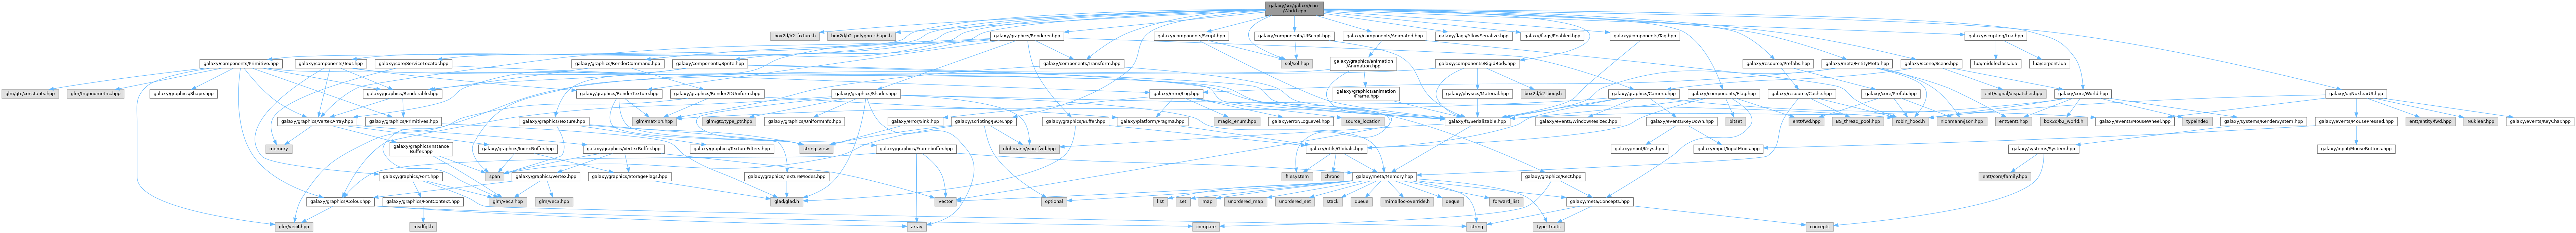 galaxy/src/galaxy/core
/World.cpp
box2d/b2_fixture.h
box2d/b2_polygon_shape.h
galaxy/graphics/Renderer.hpp
galaxy/components/Script.hpp
galaxy/components/UIScript.hpp
galaxy/components/Animated.hpp
galaxy/flags/AllowSerialize.hpp
galaxy/flags/Enabled.hpp
galaxy/components/Tag.hpp
galaxy/scripting/Lua.hpp
galaxy/components/Primitive.hpp
galaxy/components/Text.hpp
galaxy/core/ServiceLocator.hpp
galaxy/graphics/RenderCommand.hpp
galaxy/components/Sprite.hpp
galaxy/components/Transform.hpp
sol/sol.hpp
galaxy/graphics/animation
/Animation.hpp
galaxy/components/RigidBody.hpp
galaxy/resource/Prefabs.hpp
galaxy/meta/EntityMeta.hpp
galaxy/scene/Scene.hpp
lua/middleclass.lua
lua/serpent.lua
glm/gtc/constants.hpp
glm/trigonometric.hpp
galaxy/graphics/Shape.hpp
galaxy/graphics/Renderable.hpp
galaxy/graphics/RenderTexture.hpp
galaxy/graphics/Render2DUniform.hpp
galaxy/graphics/Shader.hpp
galaxy/error/Log.hpp
galaxy/graphics/animation
/Frame.hpp
galaxy/physics/Material.hpp
box2d/b2_body.h
galaxy/graphics/Camera.hpp
galaxy/components/Flag.hpp
galaxy/resource/Cache.hpp
galaxy/core/Prefab.hpp
entt/signal/dispatcher.hpp
galaxy/core/World.hpp
galaxy/ui/NuklearUI.hpp
galaxy/graphics/VertexArray.hpp
galaxy/graphics/Primitives.hpp
galaxy/graphics/Texture.hpp
glm/mat4x4.hpp
glm/gtc/type_ptr.hpp
galaxy/graphics/UniformInfo.hpp
galaxy/error/Sink.hpp
galaxy/scripting/JSON.hpp
galaxy/graphics/Buffer.hpp
galaxy/platform/Pragma.hpp
magic_enum.hpp
galaxy/error/LogLevel.hpp
source_location
galaxy/fs/Serializable.hpp
galaxy/events/WindowResized.hpp
galaxy/events/KeyDown.hpp
bitset
entt/fwd.hpp
BS_thread_pool.hpp
robin_hood.h
nlohmann/json.hpp
entt/entt.hpp
box2d/b2_world.h
galaxy/events/MouseWheel.hpp
typeindex
galaxy/systems/RenderSystem.hpp
galaxy/events/MousePressed.hpp
entt/entity/fwd.hpp
Nuklear.hpp
galaxy/events/KeyChar.hpp
memory
galaxy/graphics/Instance
Buffer.hpp
galaxy/graphics/IndexBuffer.hpp
galaxy/graphics/VertexBuffer.hpp
galaxy/graphics/TextureFilters.hpp
string_view
galaxy/graphics/Framebuffer.hpp
nlohmann/json_fwd.hpp
galaxy/utils/Globals.hpp
galaxy/input/Keys.hpp
galaxy/input/InputMods.hpp
galaxy/systems/System.hpp
galaxy/input/MouseButtons.hpp
galaxy/graphics/Font.hpp
span
galaxy/graphics/Vertex.hpp
galaxy/graphics/StorageFlags.hpp
galaxy/graphics/TextureModes.hpp
filesystem
chrono
galaxy/meta/Memory.hpp
galaxy/graphics/Rect.hpp
entt/core/family.hpp
galaxy/graphics/Colour.hpp
galaxy/graphics/FontContext.hpp
glm/vec2.hpp
glm/vec3.hpp
glad/glad.h
vector
optional
list
set
map
unordered_map
unordered_set
stack
queue
mimalloc-override.h
deque
forward_list
galaxy/meta/Concepts.hpp
glm/vec4.hpp
msdfgl.h
array
compare
string
type_traits
concepts